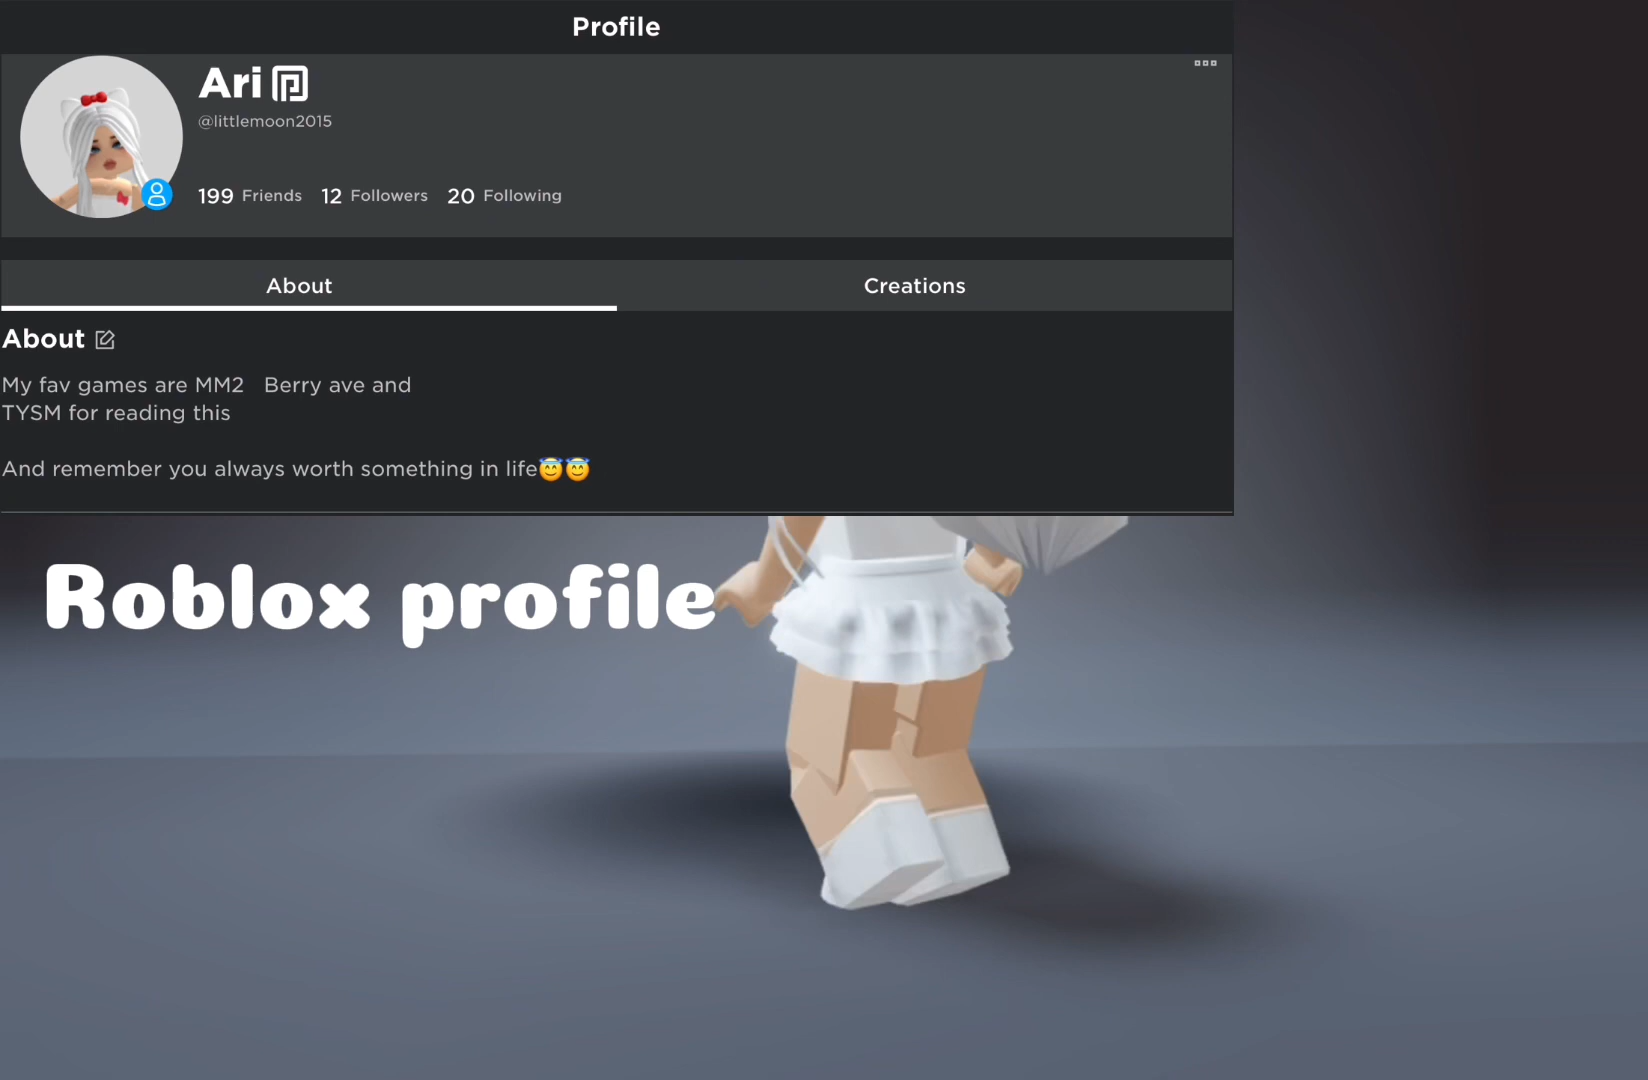 Profile
Ari
@littlemoon2015
199 Friends 12 Followers 20 Following
About Creations
About
My fav games are MM2 Berry ave and
TYSM for reading this
And remember you always worth something in life😇😇
Roblox profile